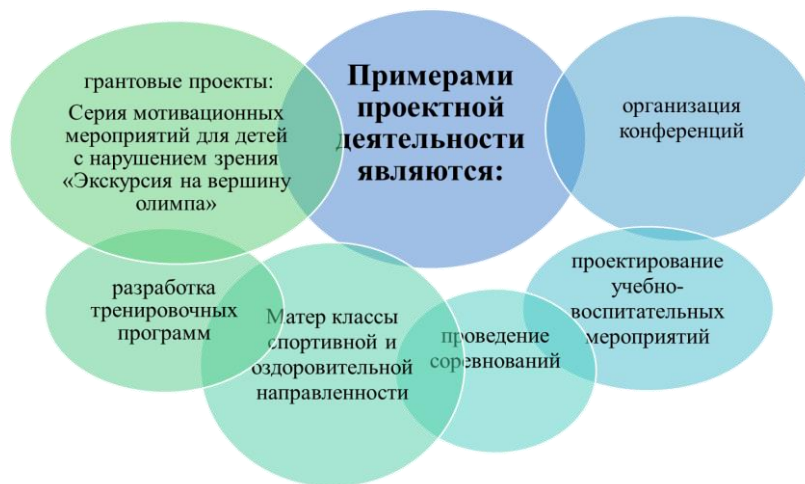 Примерами
проектной
деятельности
являются:
организация
конференций
проектирование
учебно-
воспитательных
мероприятий
проведение
соревнований
Матер классы
спортивной и
оздоровительной
направленности
разработка
тренировочных
программ
грантовые проекты:
Серия мотивационных
мероприятий для детей
с нарушением зрения
«Экскурсия на вершину
олимпа»